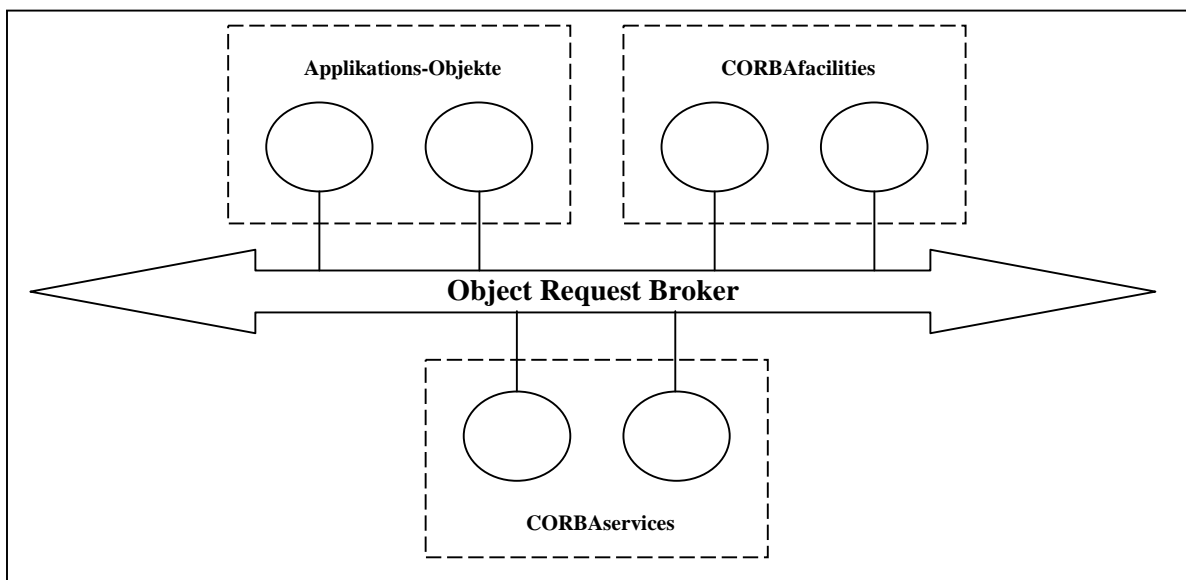 Applikations-Objekte
CORBAfacilities
Object Request Broker
CORBAservices